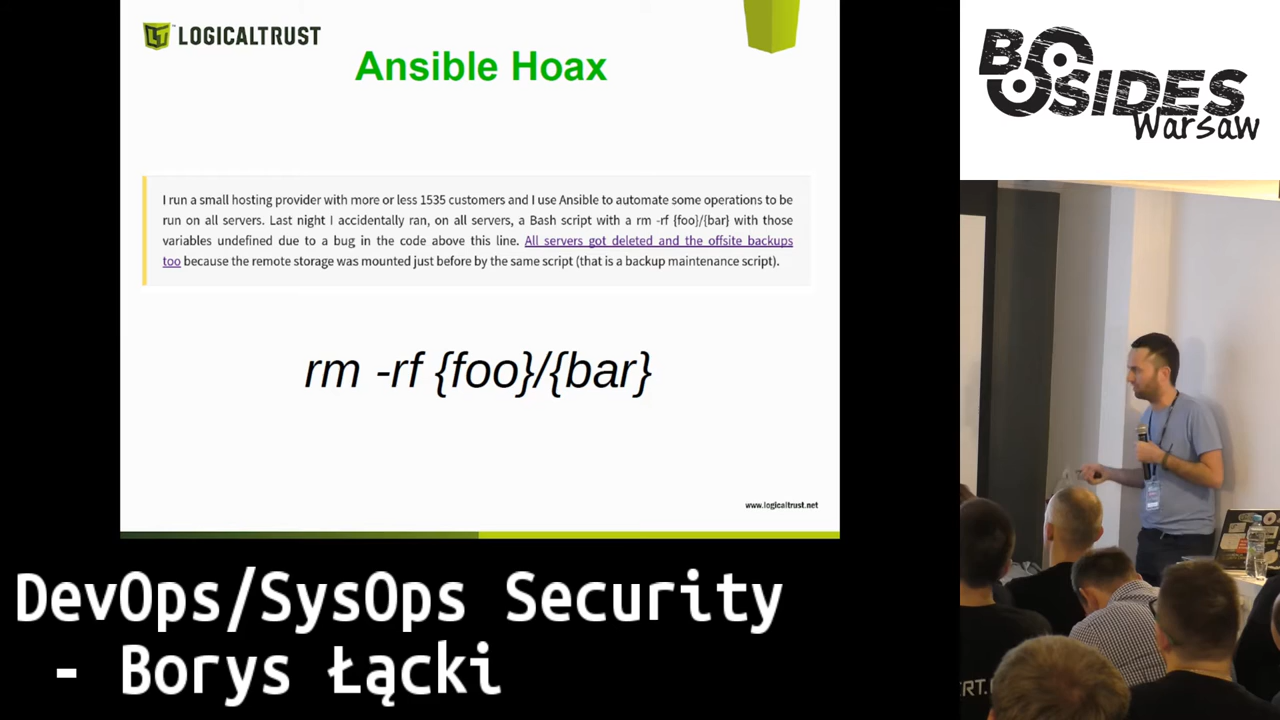 LOGICALTRUST
Ansible Hoax
I run a small hosting provider with more or less 1535 customers and I use Ansible to automate some operations to be
run on all servers. Last night I accidentally ran, on all servers, a Bash script with a rm -rf {foo}/{bar} with those
variables undefined due to a bug in the code above this line. All servers got deleted and the offsite backups
too because the remote storage was mounted just before by the same script (that is a backup maintenance script).
rm -rf {foo}/{bar}
www.logicaltrust.net
BSIDES
Warsaw
DevOps/SysOps Security
- Borys Łącki